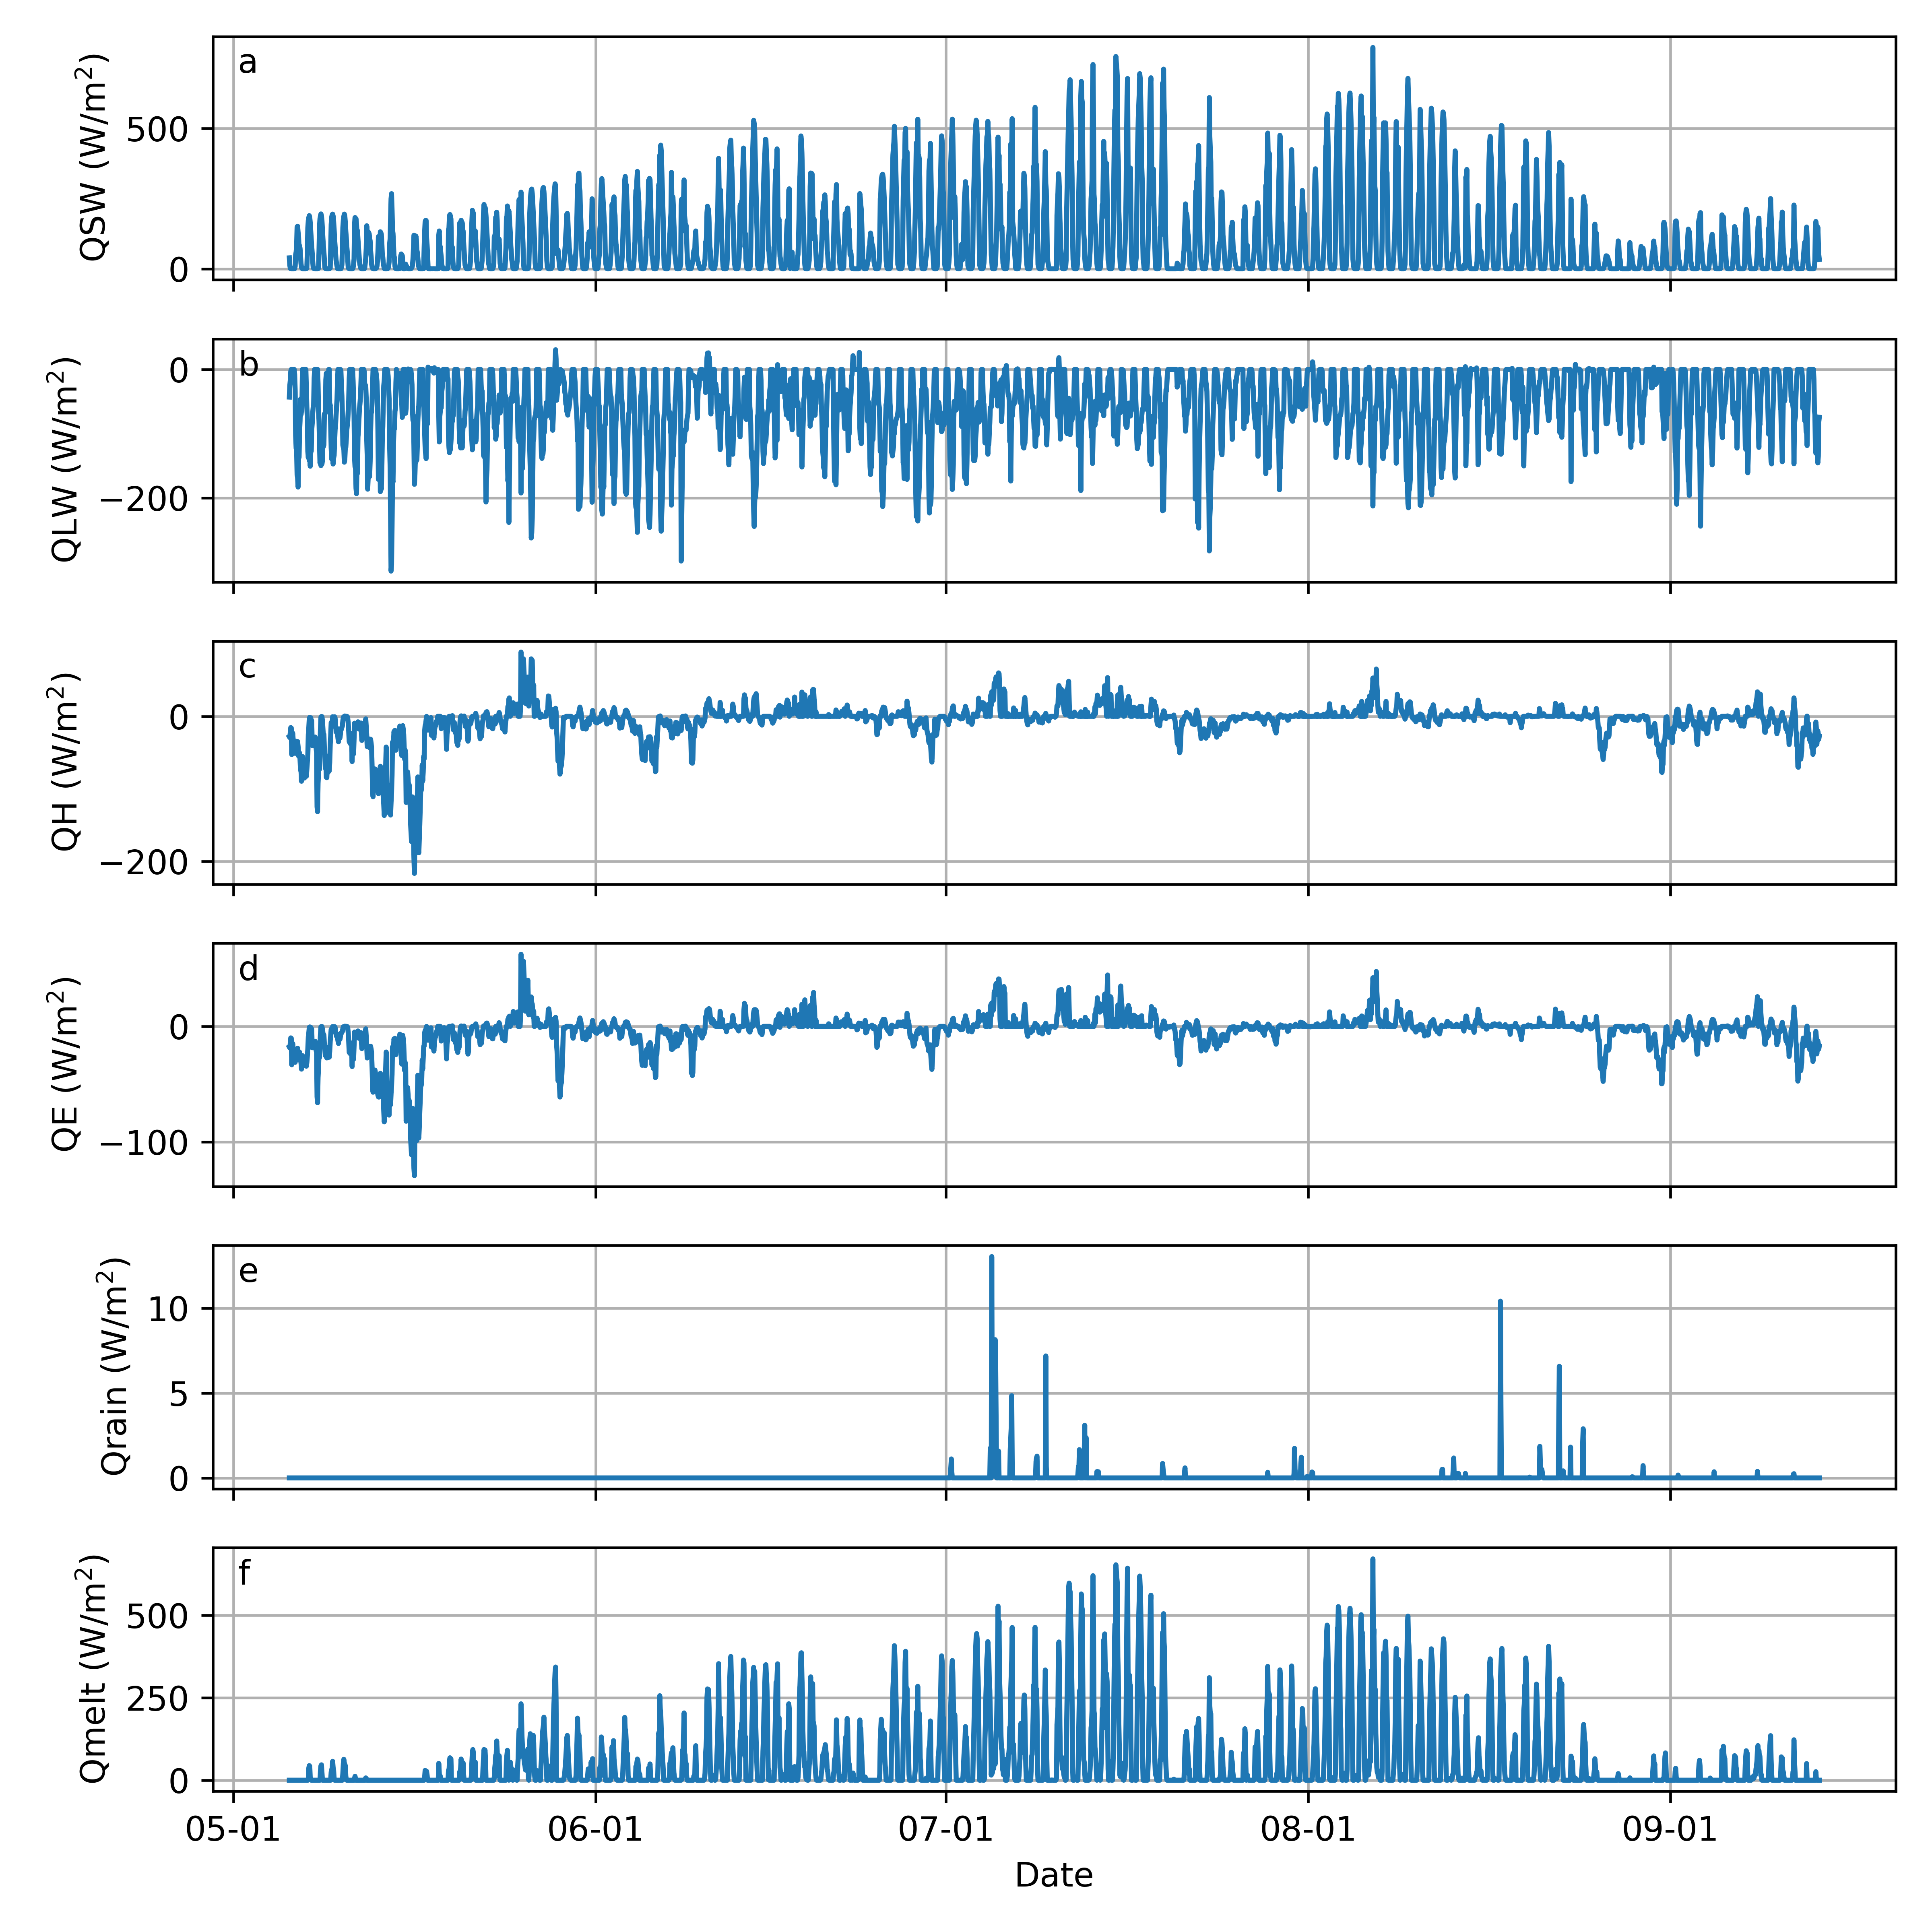 a
QSW (W/m²)
500
0
b
QLW (W/m²)
0
−200
c
QH (W/m²)
0
−200
d
QE (W/m²)
0
−100
e
Qrain (W/m²)
10
5
0
f
Qmelt (W/m²)
500
250
0
05-01 06-01 07-01 08-01 09-01
Date